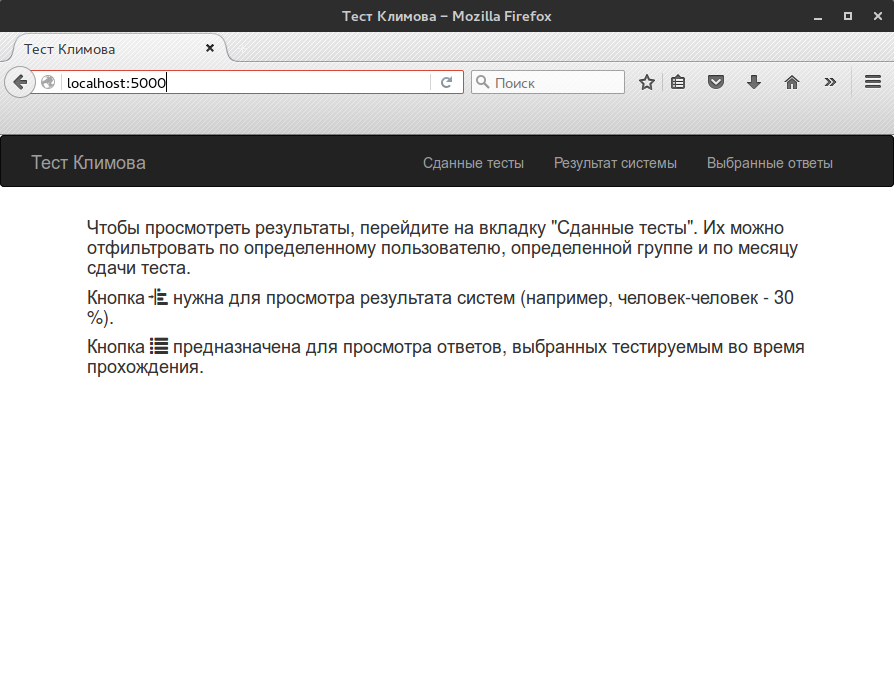 Тест Климова – Mozilla Firefox
Тест Климова
localhost:5000
Поиск
Тест Климова
Сданные тесты
Результат системы
Выбранные ответы
Чтобы просмотреть результаты, перейдите на вкладку "Сданные тесты". Их можно
отфильтровать по определенному пользователю, определенной группе и по месяцу
сдачи теста.
Кнопка нужна для просмотра результата систем (например, человек-человек - 30
%).
Кнопка предназначена для просмотра ответов, выбранных тестируемым во время
прохождения.